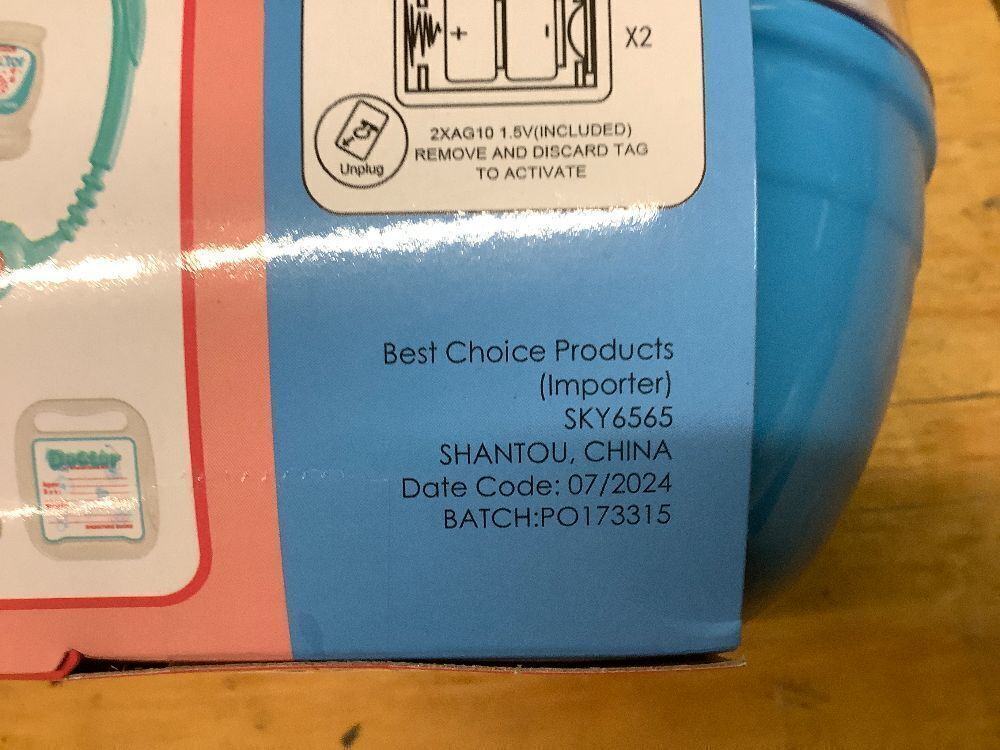 +
-
X2
2XAG10 1.5V(INCLUDED)
REMOVE AND DISCARD TAG
TO ACTIVATE
Unplug
Best Choice Products
(Importer)
SKY6565
SHANTOU, CHINA
Date Code: 07/2024
BATCH:PO173315
Doctor